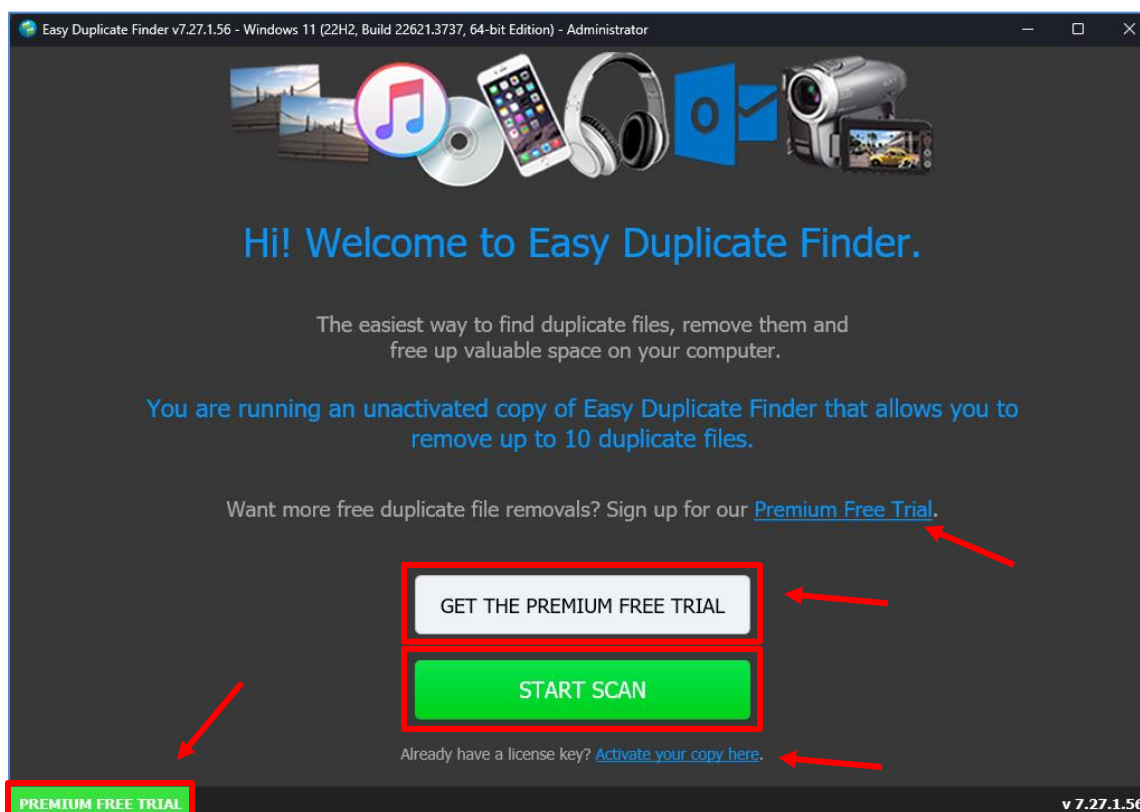 Easy Duplicate Finder v7.27.1.56 - Windows 11 (22H2, Build 22621.3737, 64-bit Edition) - Administrator
Hi! Welcome to Easy Duplicate Finder.
The easiest way to find duplicate files, remove them and
free up valuable space on your computer.
You are running an unactivated copy of Easy Duplicate Finder that allows you to
remove up to 10 duplicate files.
Want more free duplicate file removals? Sign up for our Premium Free Trial.
GET THE PREMIUM FREE TRIAL
START SCAN
Already have a license key? Activate your copy here.
PREMIUM FREE TRIAL
v 7.27.1.56